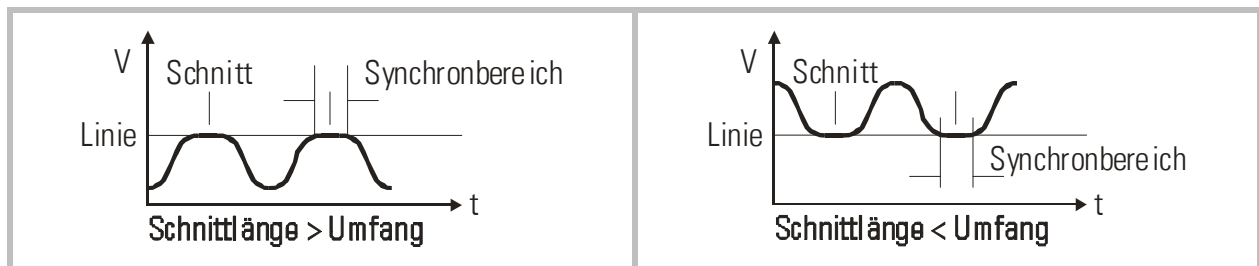 V
Schnitt
Synchronbereich
Linie
t
Schnittlänge > Umfang
V
Schnitt
Linie
Synchronbereich
t
Schnittlänge < Umfang